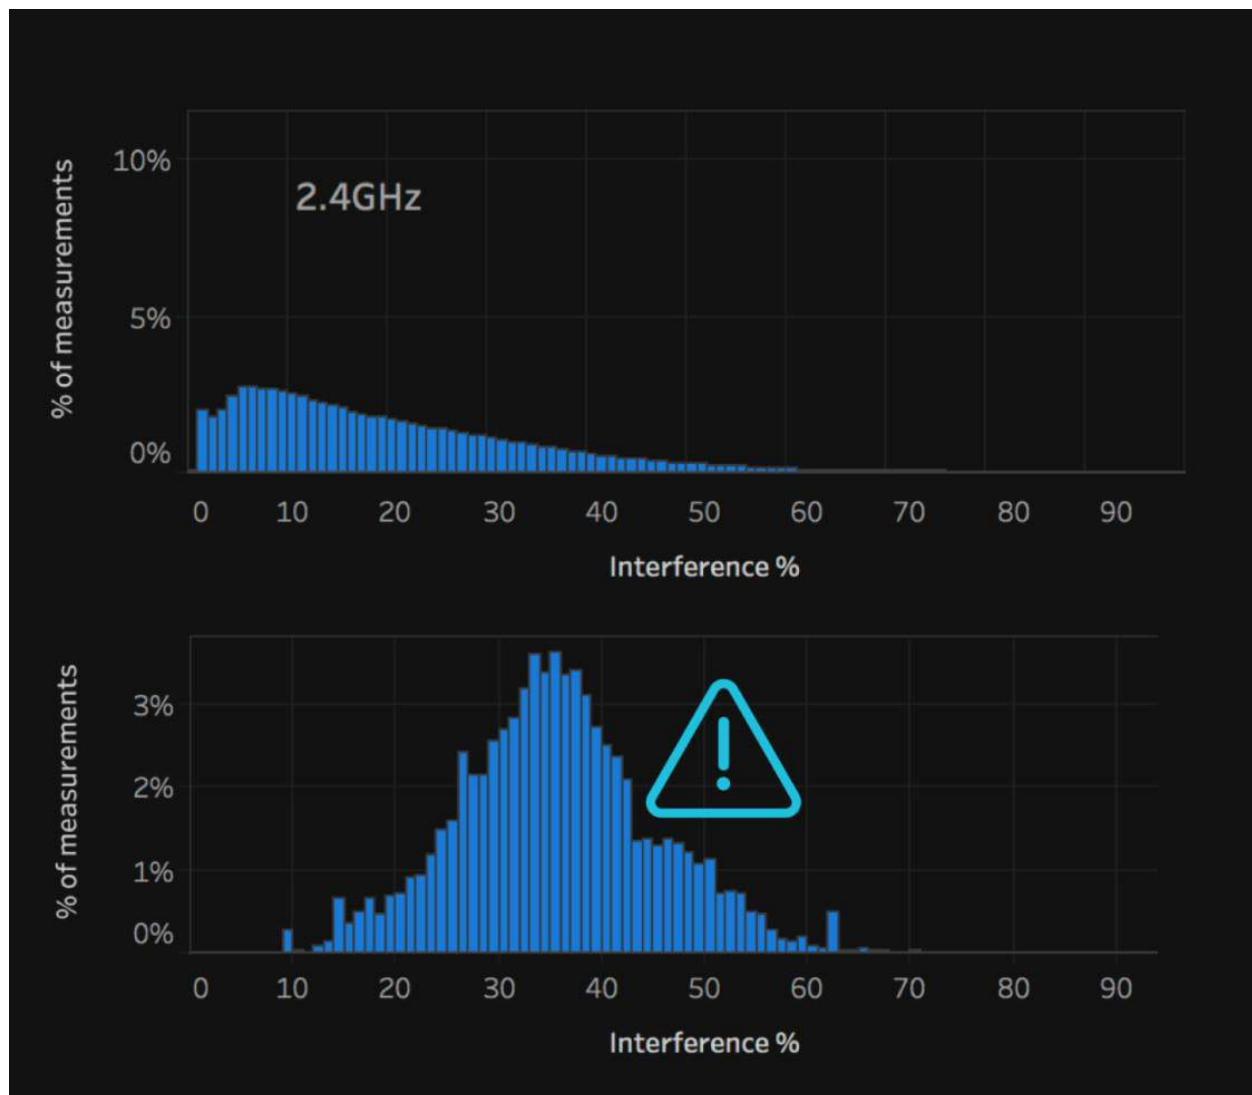 10%
2.4GHz
% of measurements
5%
0%
0 10 20 30 40 50 60 70 80 90
Interference %
3%
% of measurements
2%
1%
0%
0 10 20 30 40 50 60 70 80 90
Interference %